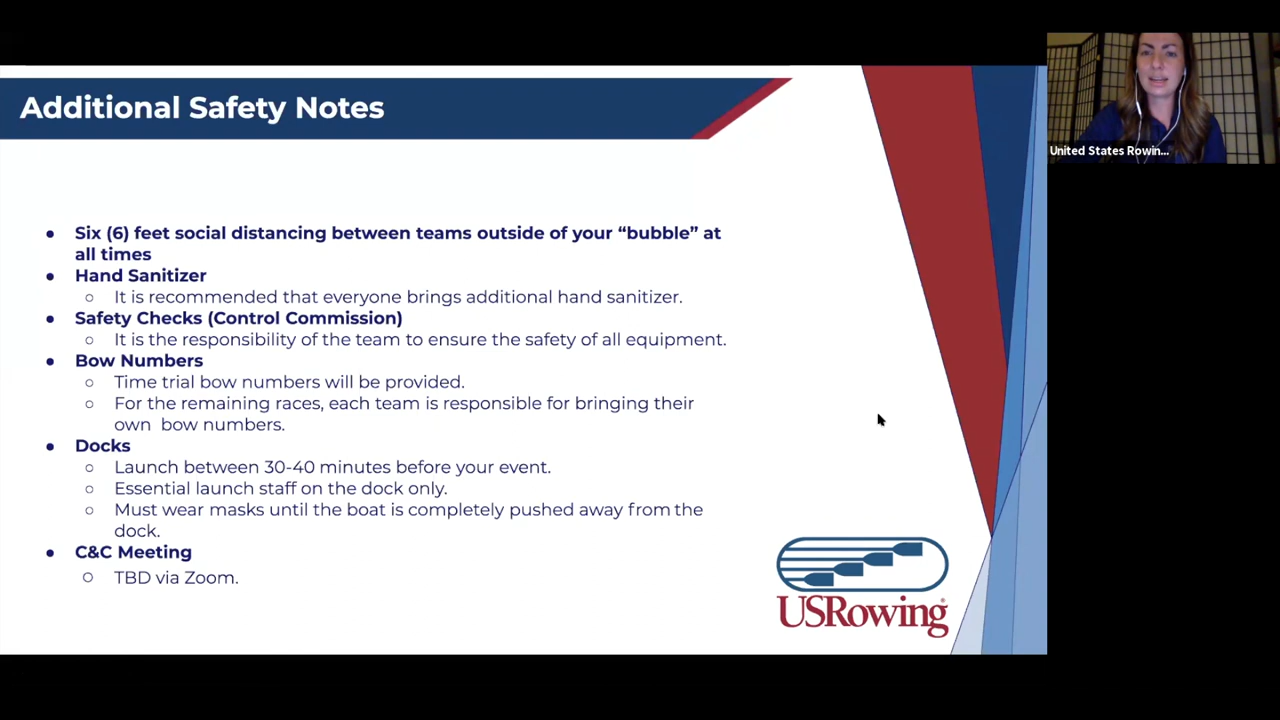 Additional Safety Notes
United States Rowin...
● Six (6) feet social distancing between teams outside of your “bubble” at
all times
● Hand Sanitizer
○ It is recommended that everyone brings additional hand sanitizer.
● Safety Checks (Control Commission)
○ It is the responsibility of the team to ensure the safety of all equipment.
● Bow Numbers
○ Time trial bow numbers will be provided.
○ For the remaining races, each team is responsible for bringing their
own bow numbers.
● Docks
○ Launch between 30-40 minutes before your event.
○ Essential launch staff on the dock only.
○ Must wear masks until the boat is completely pushed away from the
dock.
● C&C Meeting
○ TBD via Zoom.
USRowing®